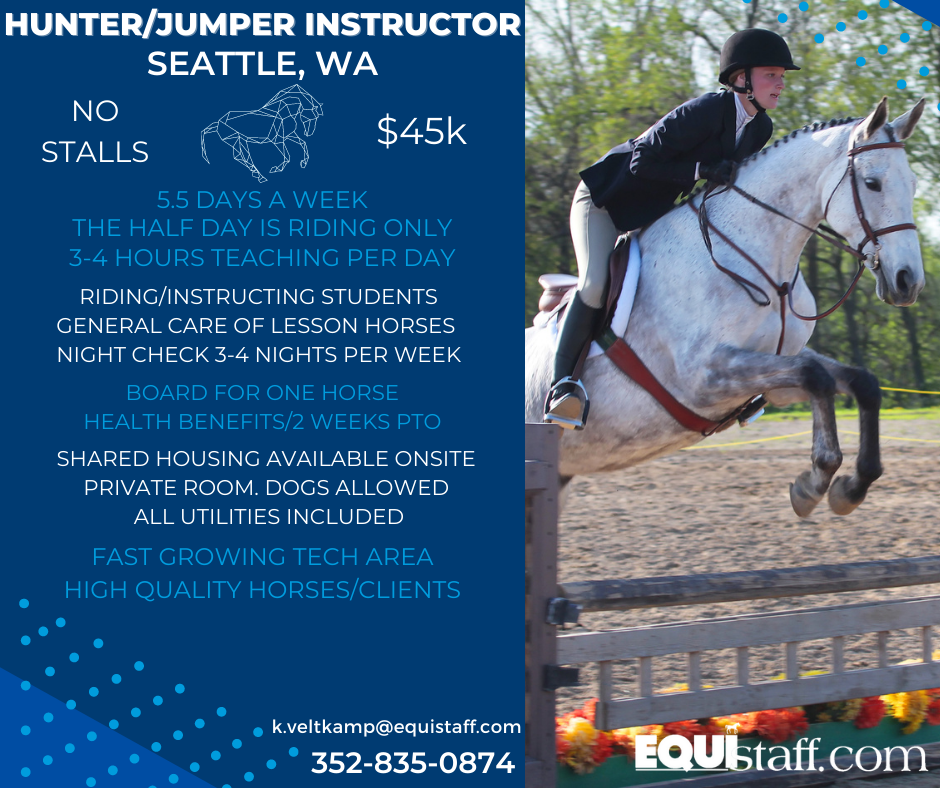 HUNTER/JUMPER INSTRUCTOR
SEATTLE, WA
NO
STALLS
$45k
5.5 DAYS A WEEK
THE HALF DAY IS RIDING ONLY
3-4 HOURS TEACHING PER DAY
RIDING/INSTRUCTING STUDENTS
GENERAL CARE OF LESSON HORSES
NIGHT CHECK 3-4 NIGHTS PER WEEK
BOARD FOR ONE HORSE
HEALTH BENEFITS/2 WEEKS PTO
SHARED HOUSING AVAILABLE ONSITE
PRIVATE ROOM. DOGS ALLOWED
ALL UTILITIES INCLUDED
FAST GROWING TECH AREA
HIGH QUALITY HORSES/CLIENTS
k.veltkamp@equistaff.com
352-835-0874
EQUIstaff.com